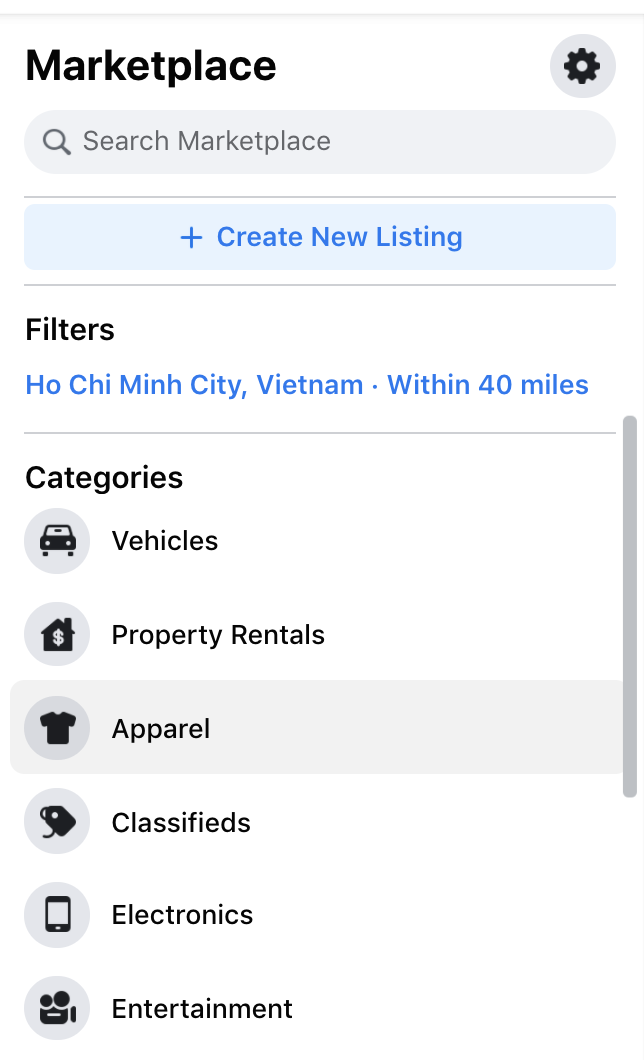 Marketplace
Search Marketplace
+ Create New Listing
Filters
Ho Chi Minh City, Vietnam · Within 40 miles
Categories
Vehicles
$
Property Rentals
Apparel
Classifieds
Electronics
Entertainment